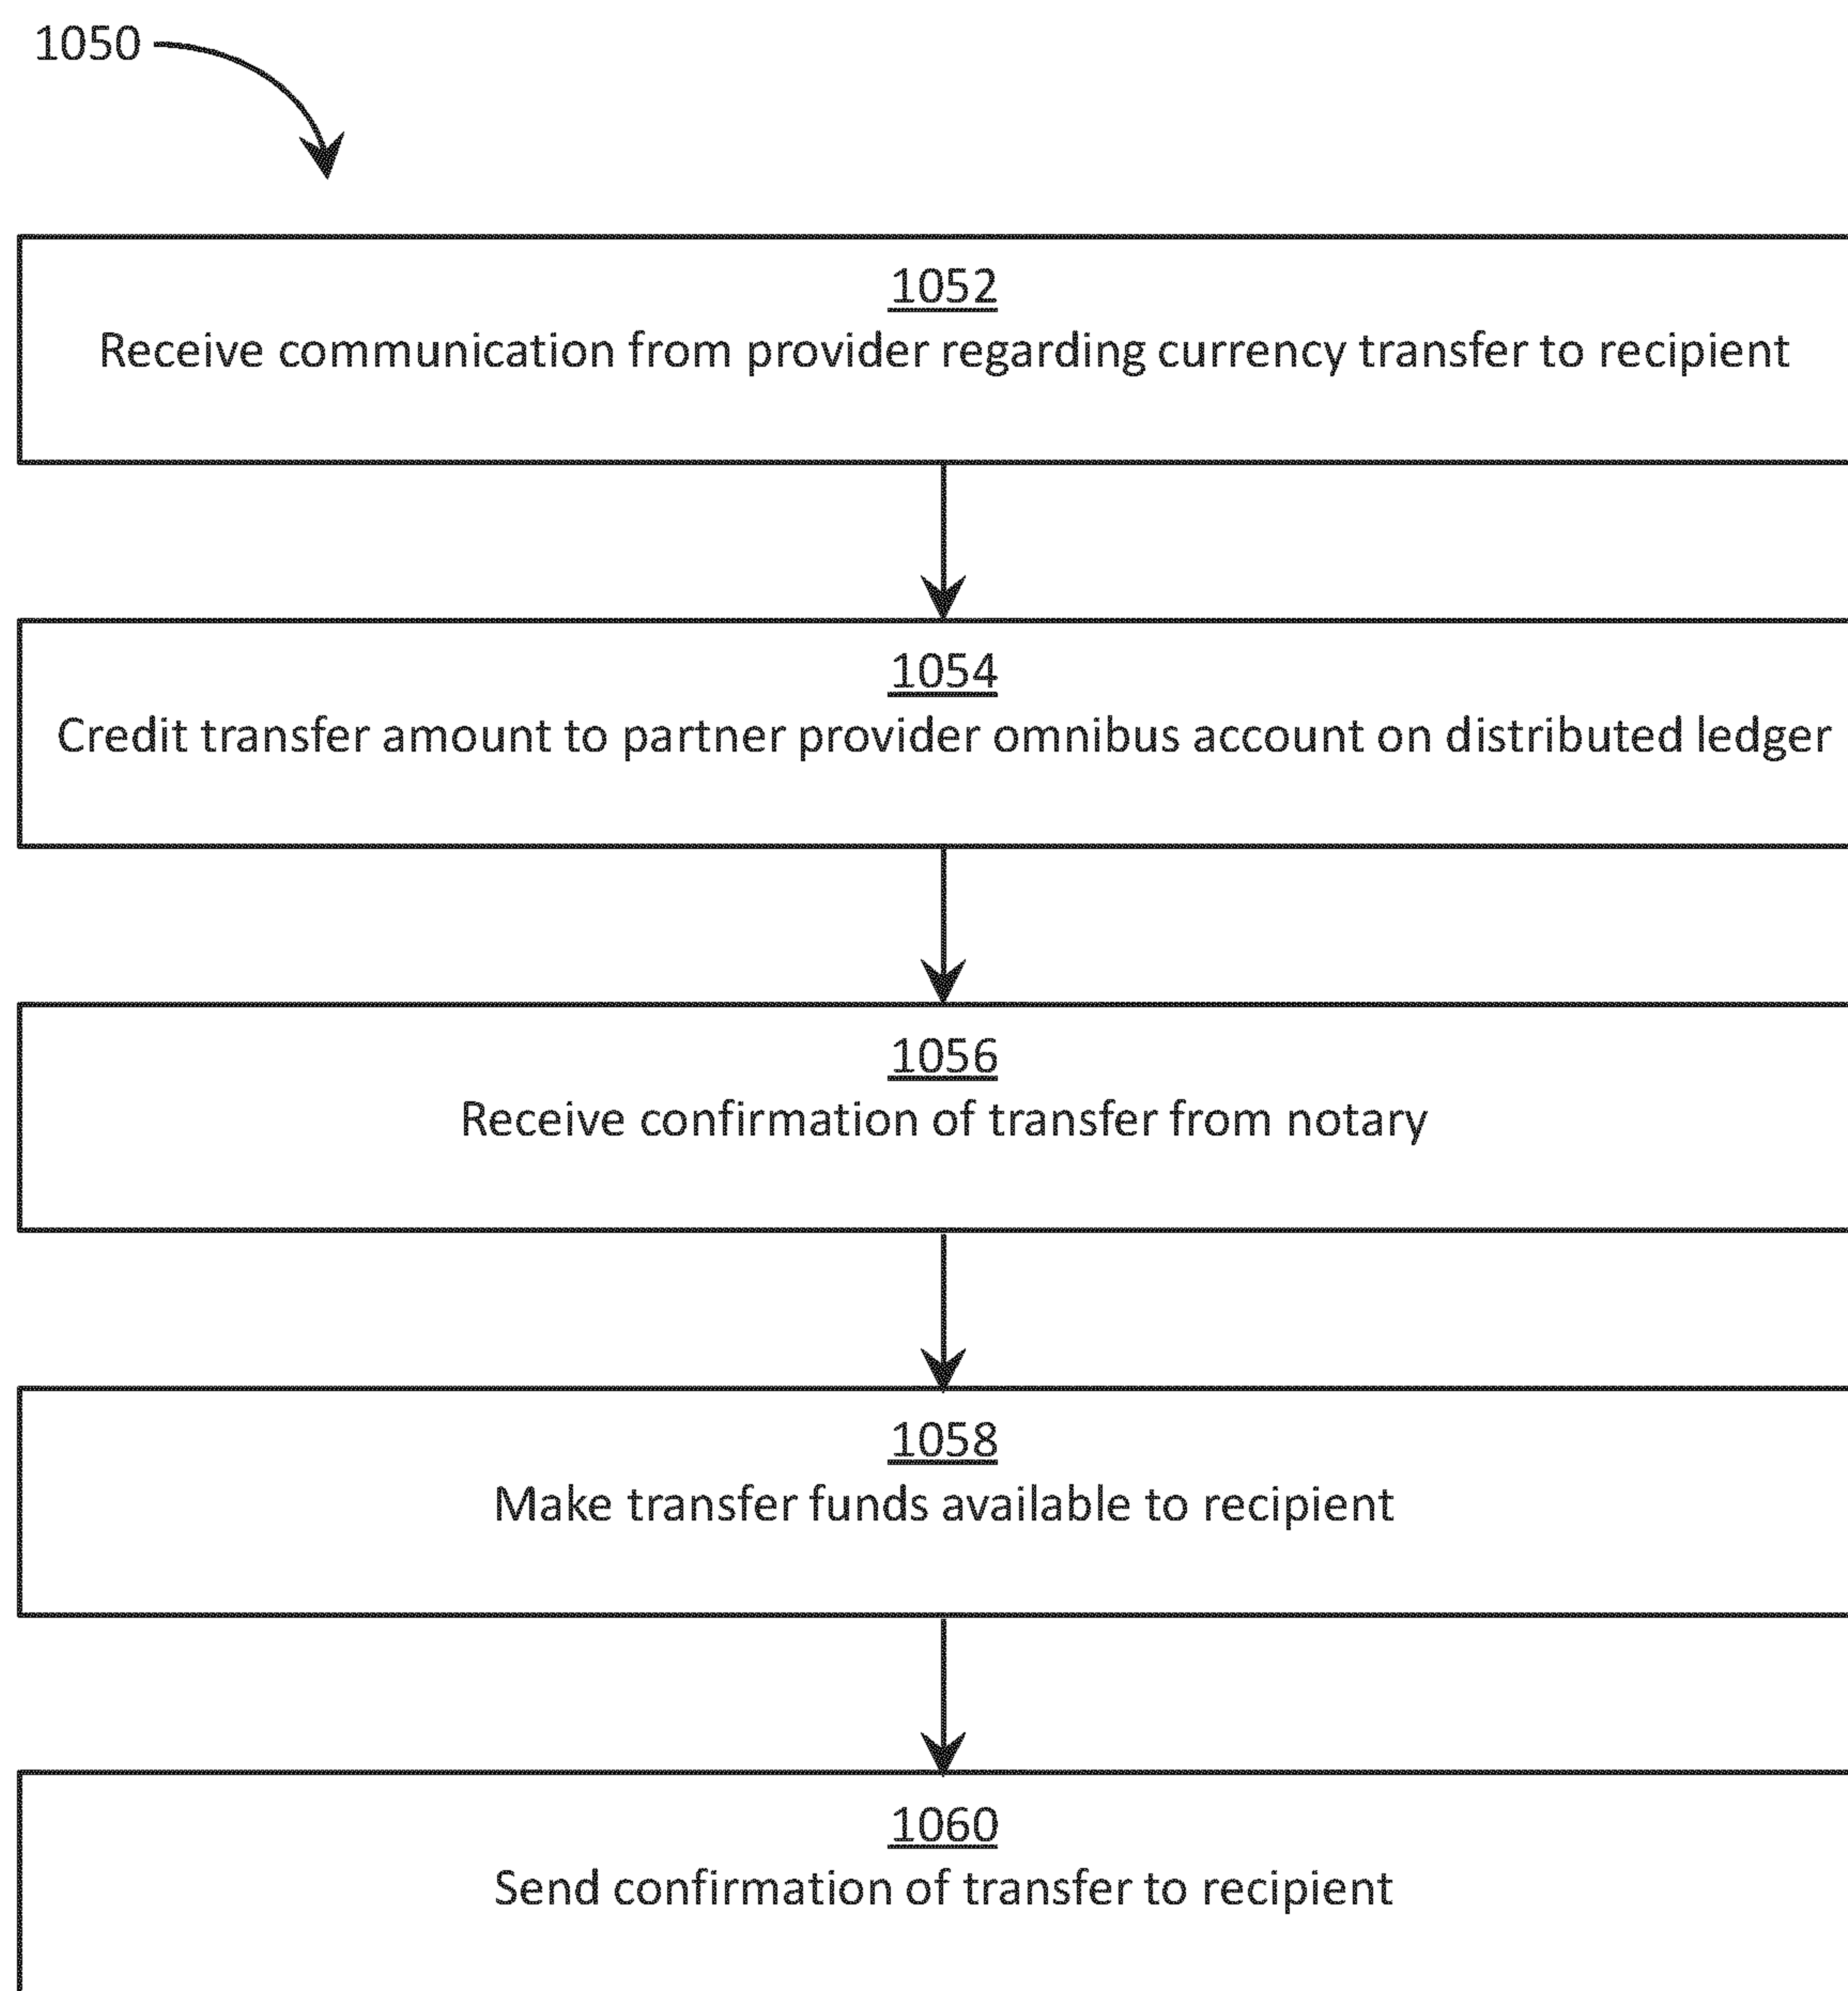 1050
1052
Receive communication from provider regarding currency transfer to recipient
1054
Credit transfer amount to partner provider omnibus account on distributed ledger
1056
Receive confirmation of transfer from notary
1058
Make transfer funds available to recipient
1060
Send confirmation of transfer to recipient